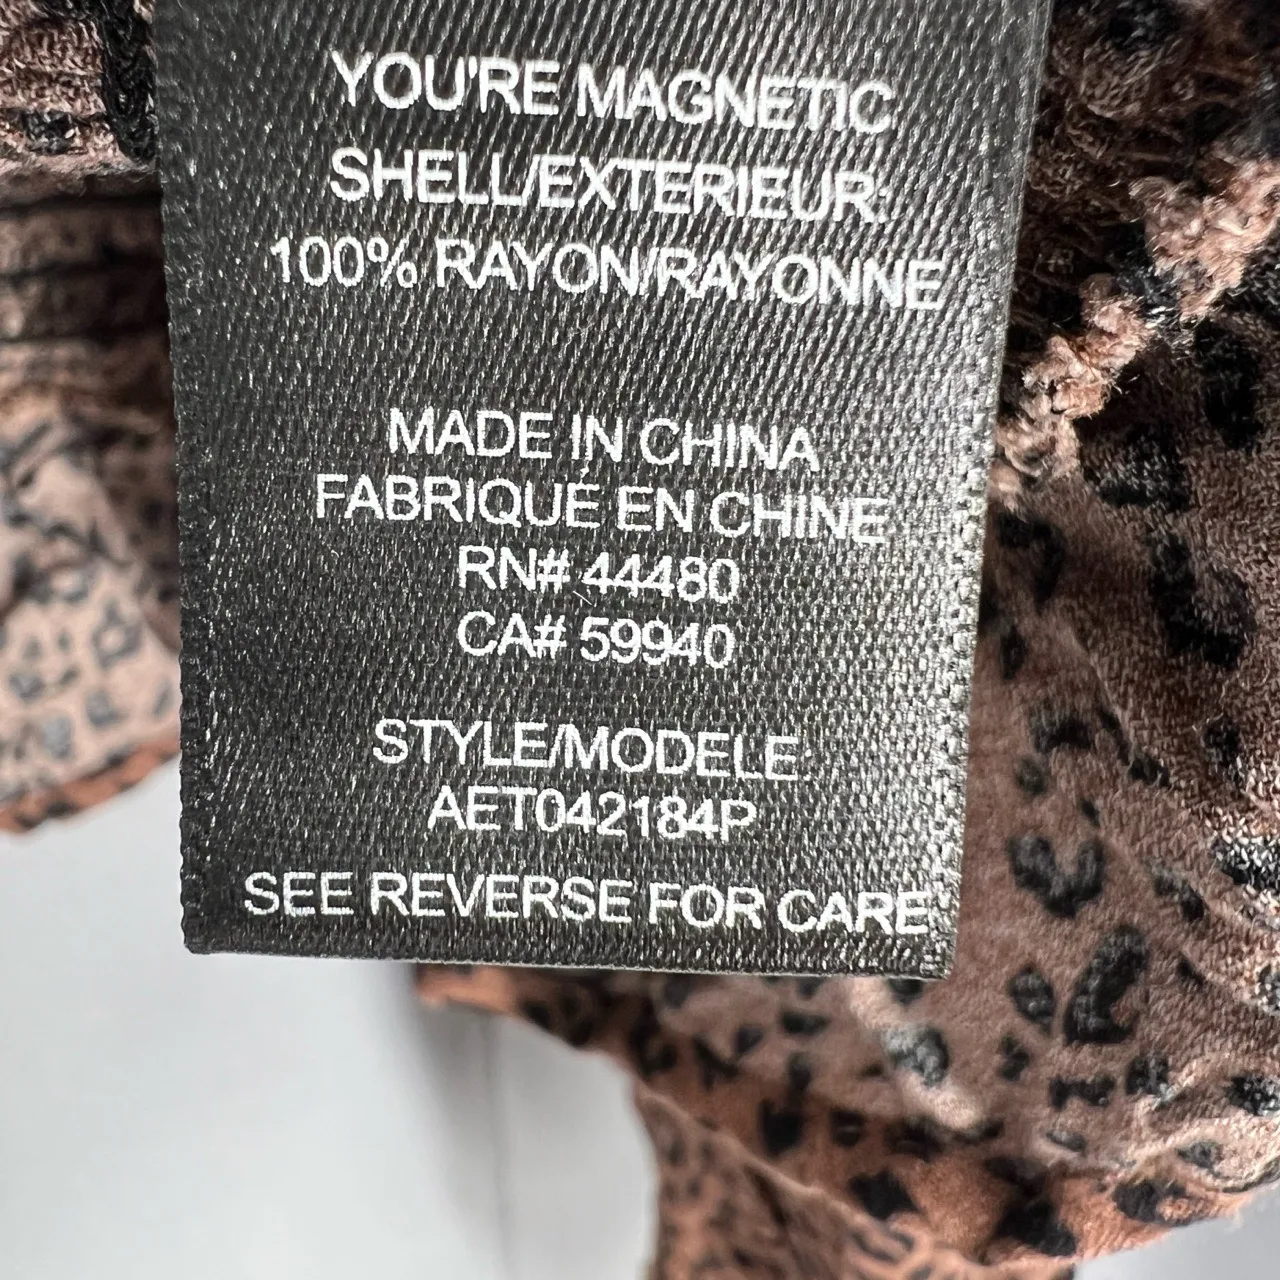 YOU'RE MAGNETIC
SHELL/EXTERIEUR:
100% RAYON/RAYONNE
MADE IN CHINA
FABRIQUE EN CHINE
RN# 44480
CA# 59940
STYLE/MODELE:
AET042184P
SEE REVERSE FOR CARE